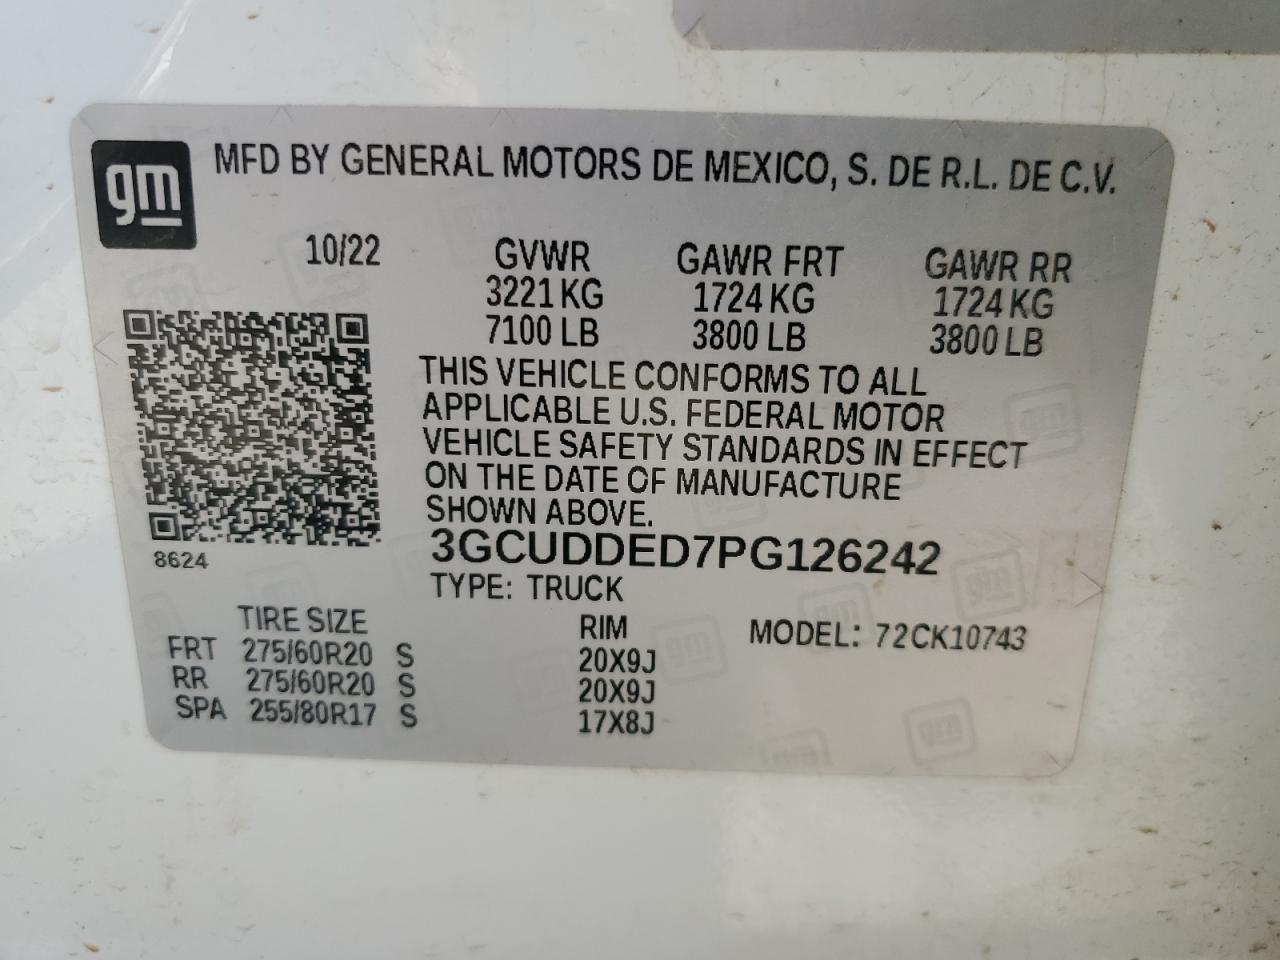 gm
MFD BY GENERAL MOTORS DE MEXICO, S. DE R.L. DE C.V.
10/22 GVWR GAWR FRT GAWR RR
3221 KG 1724 KG 1724 KG
7100 LB 3800 LB 3800 LB
THIS VEHICLE CONFORMS TO ALL
APPLICABLE U.S. FEDERAL MOTOR
VEHICLE SAFETY STANDARDS IN EFFECT
ON THE DATE OF MANUFACTURE
SHOWN ABOVE.
3GCUDDED7PG126242
8624
TYPE: TRUCK
TIRE SIZE RIM MODEL: 72CK10743
FRT 275/60R20 S 20X9J
RR 275/60R20 S 20X9J
SPA 255/80R17 S 17X8J